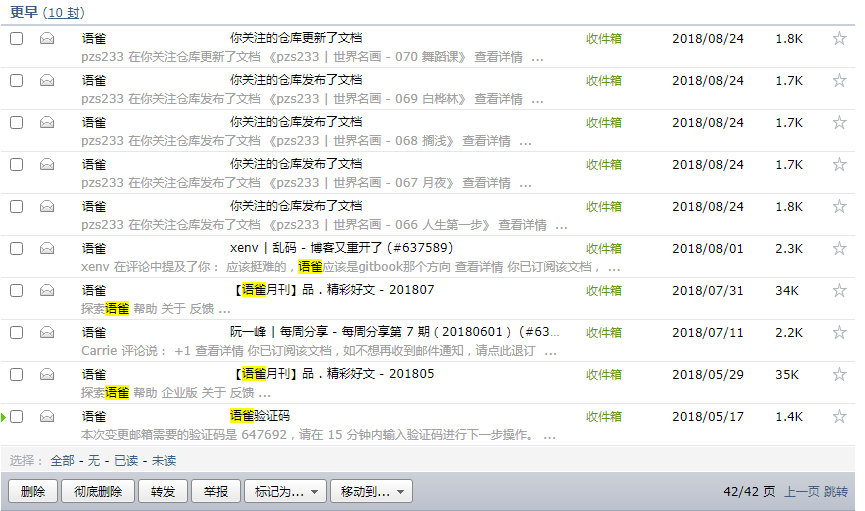 更早 (10 封)
语雀 你关注的仓库更新了文档 收件箱 2018/08/24 1.8K
pzs233 在你关注仓库更新了文档 《pzs233 | 世界名画 - 070 舞蹈课》 查看详情 ...
语雀 你关注的仓库发布了文档 收件箱 2018/08/24 1.7K
pzs233 在你关注仓库发布了文档 《pzs233 | 世界名画 - 069 白桦林》 查看详情 ...
语雀 你关注的仓库发布了文档 收件箱 2018/08/24 1.7K
pzs233 在你关注仓库发布了文档 《pzs233 | 世界名画 - 068 搁浅》 查看详情 ...
语雀 你关注的仓库发布了文档 收件箱 2018/08/24 1.7K
pzs233 在你关注仓库发布了文档 《pzs233 | 世界名画 - 067 月夜》 查看详情 ...
语雀 你关注的仓库发布了文档 收件箱 2018/08/24 1.8K
pzs233 在你关注仓库发布了文档 《pzs233 | 世界名画 - 066 人生第一步》 查看详情 ...
语雀 xenv | 乱码 - 博客又重开了 (#637589) 收件箱 2018/08/01 2.3K
xenv 在评论中提及了你： 应该挺难的，语雀应该是gitbook那个方向 查看详情 你已订阅该文档， ...
语雀 【语雀月刊】品．精彩好文 - 201807 收件箱 2018/07/31 34K
探索语雀 帮助 关于 反馈 ...
语雀 阮一峰 | 每周分享 - 每周分享第 7 期（20180601）(#63... 收件箱 2018/07/11 2.2K
Carrie 评论说： +1 查看详情 你已订阅该文档，如不想再收到邮件通知，请点此退订 ...
语雀 【语雀月刊】品．精彩好文 - 201805 收件箱 2018/05/29 35K
探索语雀 帮助 企业版 关于 反馈 ...
语雀 语雀验证码 收件箱 2018/05/17 1.4K
本次变更邮箱需要的验证码是 647692，请在 15 分钟内输入验证码进行下一步操作。 ...
选择： 全部 - 无 - 已读 - 未读
删除 彻底删除 转发 举报 标记为... 移动到... 42/42 页 上一页 跳转